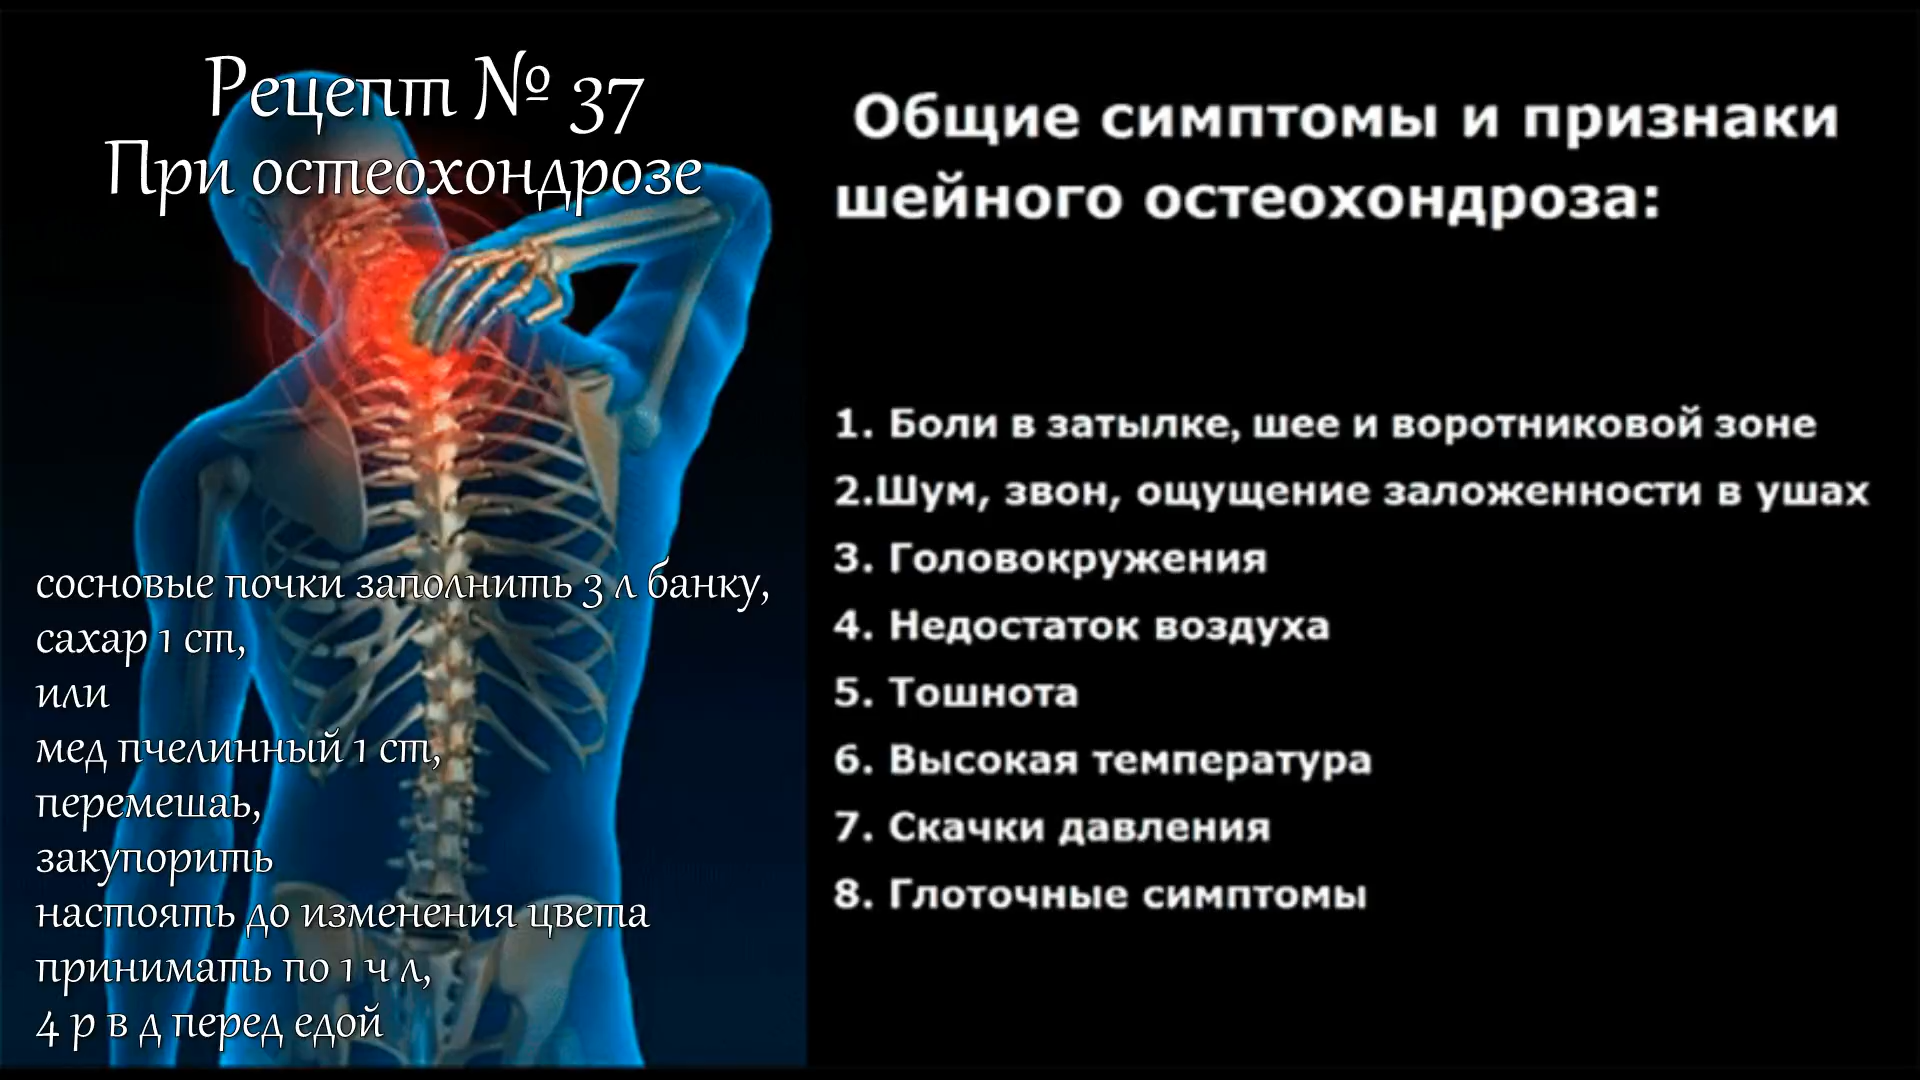 Рецепт № 37
При остеохондрозе
сосновые почки заполнить 3 л банку,
сахар 1 ст,
или
мед пчелинный 1 ст,
перемешаь,
закупорить
настоять до изменения цвета
принимать по 1 ч л,
4 р в д перед едой
Общие симптомы и признаки
шейного остеохондроза:
1. Боли в затылке, шее и воротниковой зоне
2.Шум, звон, ощущение заложенности в ушах
3. Головокружения
4. Недостаток воздуха
5. Тошнота
6. Высокая температура
7. Скачки давления
8. Глоточные симптомы